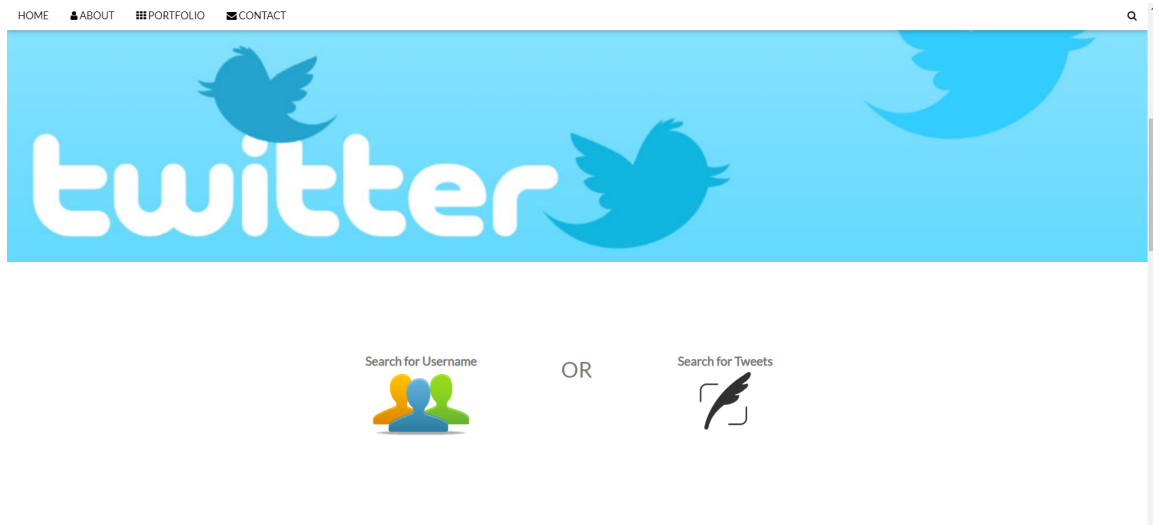 HOME ABOUT PORTFOLIO CONTACT
twitter
Search for Username OR Search for Tweets